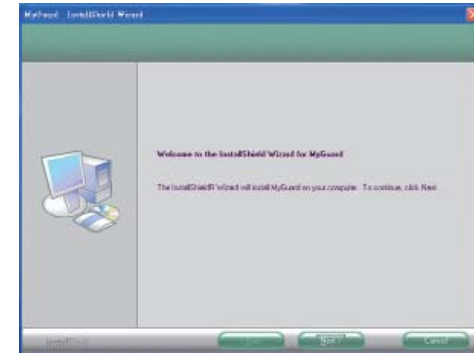 MyGuard - InstallShield Wizard
Welcome to the InstallShield Wizard for MyGuard
The InstallShieldR Wizard will install MyGuard on your computer. To continue, click Next.
InstallShield
Next >
Cancel